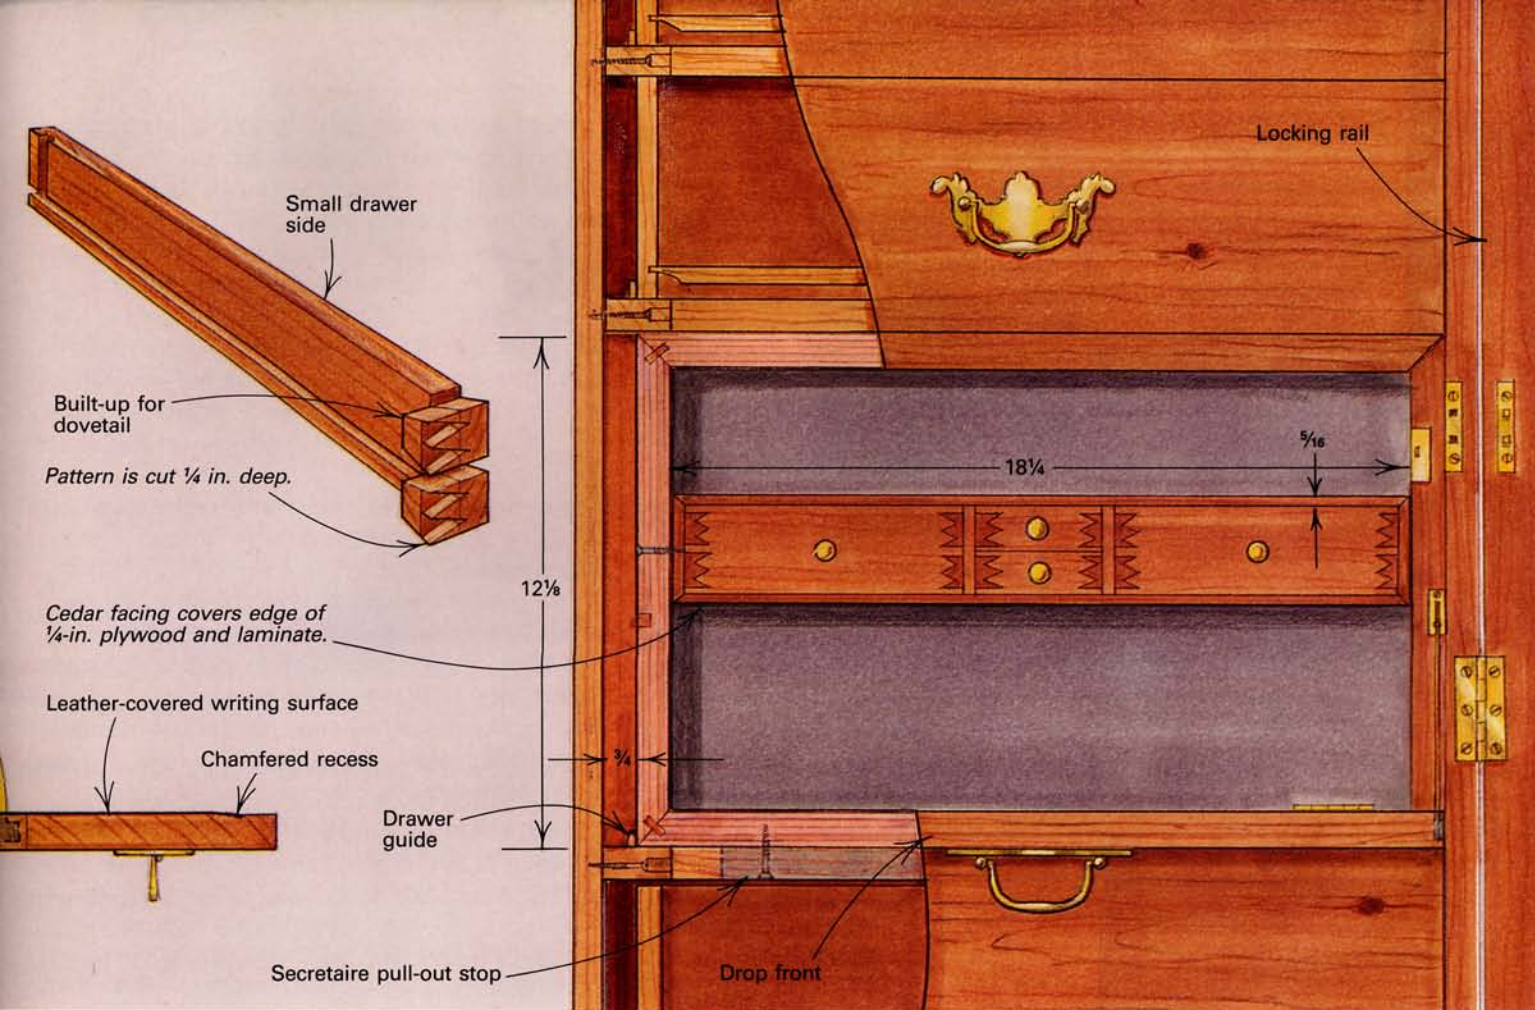 Locking rail
Small drawer
side
Built-up for
dovetail
Pattern is cut ¼ in. deep.
5/16
18¼
12⅛
Cedar facing covers edge of
¼-in. plywood and laminate.
Leather-covered writing surface
Chamfered recess
¾
Drawer
guide
Secretaire pull-out stop
Drop front